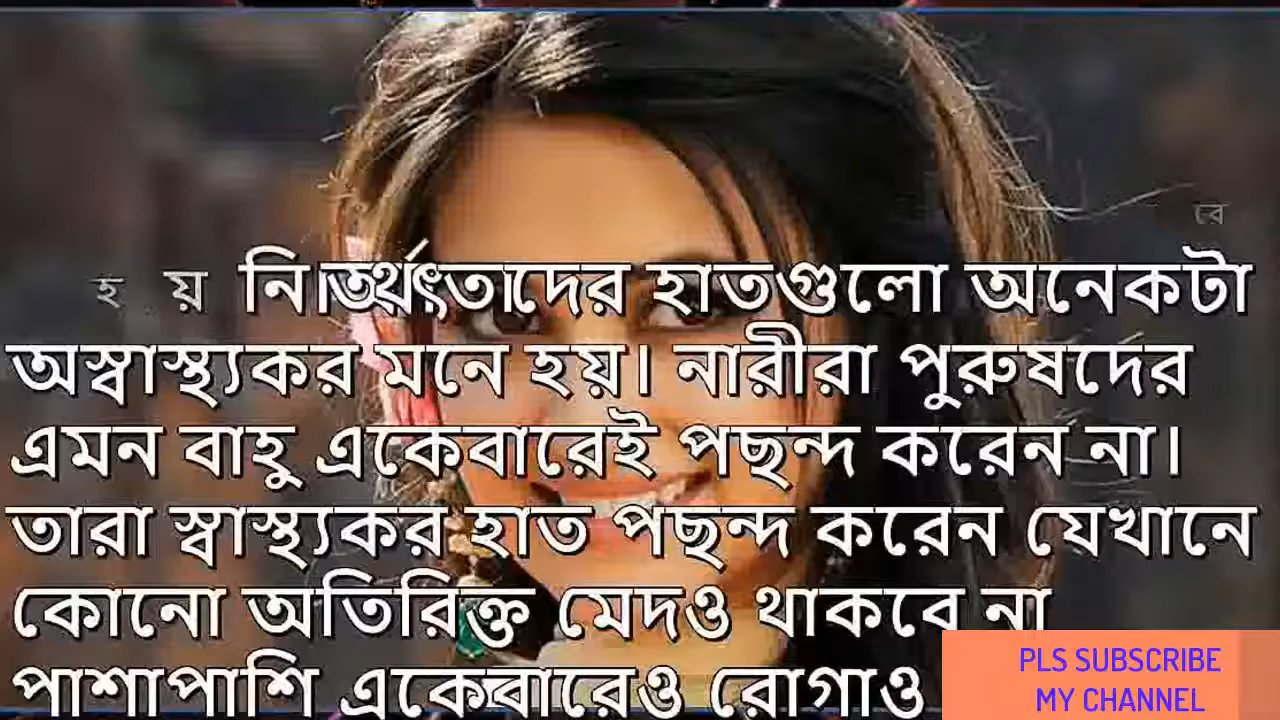 তাদের হাতগুলো অনেকটা
অস্বাস্থ্যকর মনে হয়। নারীরা পুরুষদের
এমন বাহু একেবারেই পছন্দ করেন না।
তারা স্বাস্থ্যকর হাত পছন্দ করেন যেখানে
কোনো অতিরিক্ত মেদও থাকবে না
পাশাপাশি একেবারেও রোগাও
PLS SUBSCRIBE
MY CHANNEL